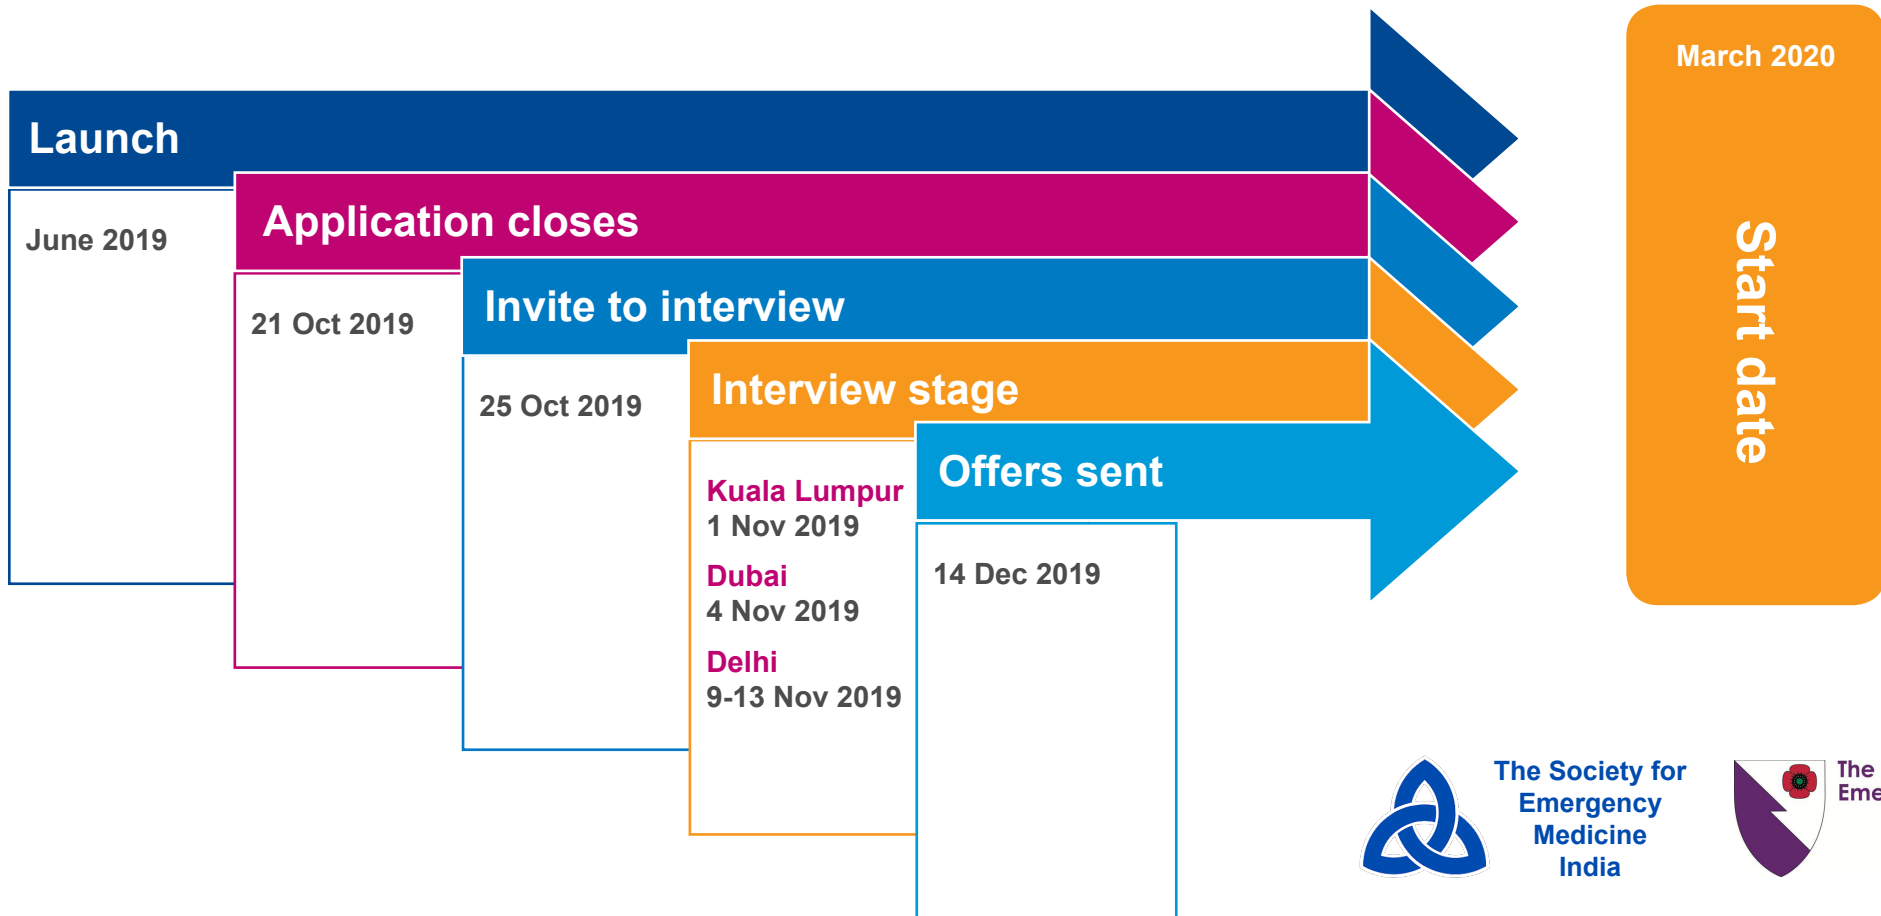 Launch
June 2019
Application closes
21 Oct 2019
Invite to interview
25 Oct 2019
Interview stage
Kuala Lumpur
1 Nov 2019
Dubai
4 Nov 2019
Delhi
9-13 Nov 2019
Offers sent
14 Dec 2019
March 2020
Start date
The Society for
Emergency
Medicine
India
The